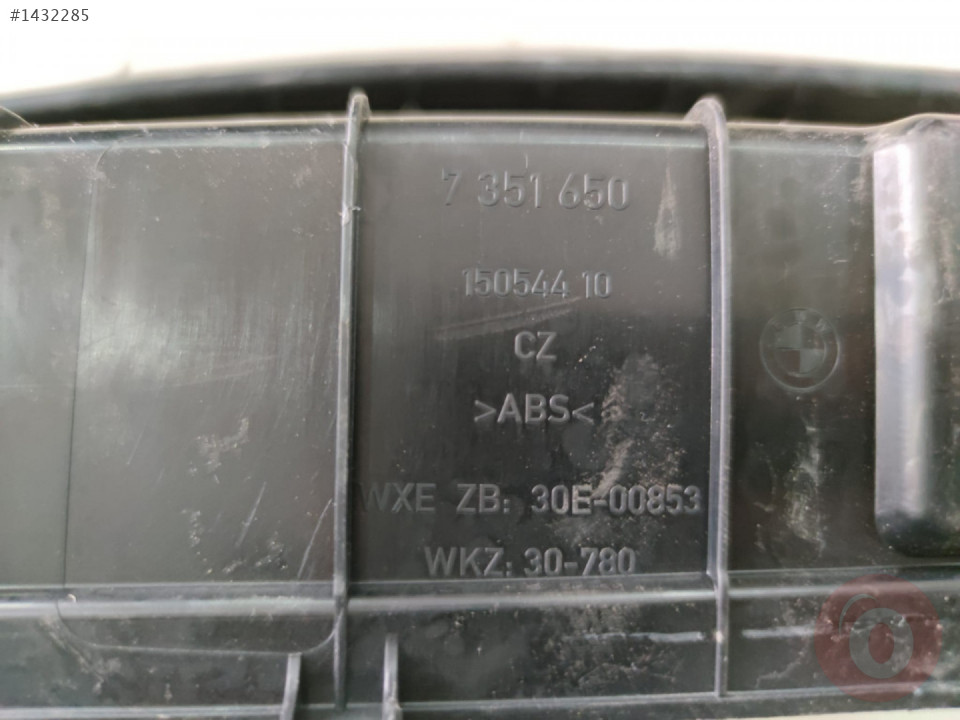 #1432285
7 351 650
150544 10
CZ
>ABS<
WXE ZB: 30E-00853
WKZ: 30-780